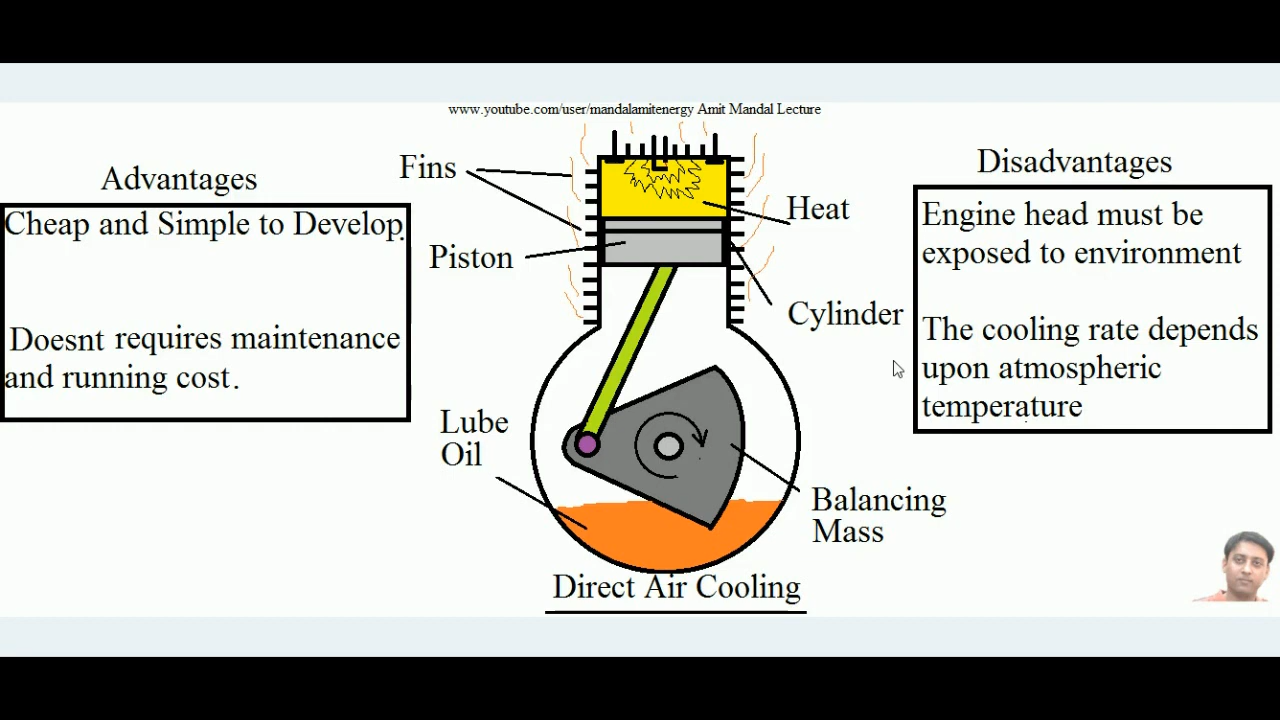 www.youtube.com/user/mandalamitenergy Amit Mandal Lecture
Advantages
Cheap and Simple to Develop.
Doesnt requires maintenance
and running cost.
Fins
Piston
Lube
Oil
Heat
Cylinder
Balancing
Mass
Direct Air Cooling
Disadvantages
Engine head must be
exposed to environment
The cooling rate depends
upon atmospheric
temperature